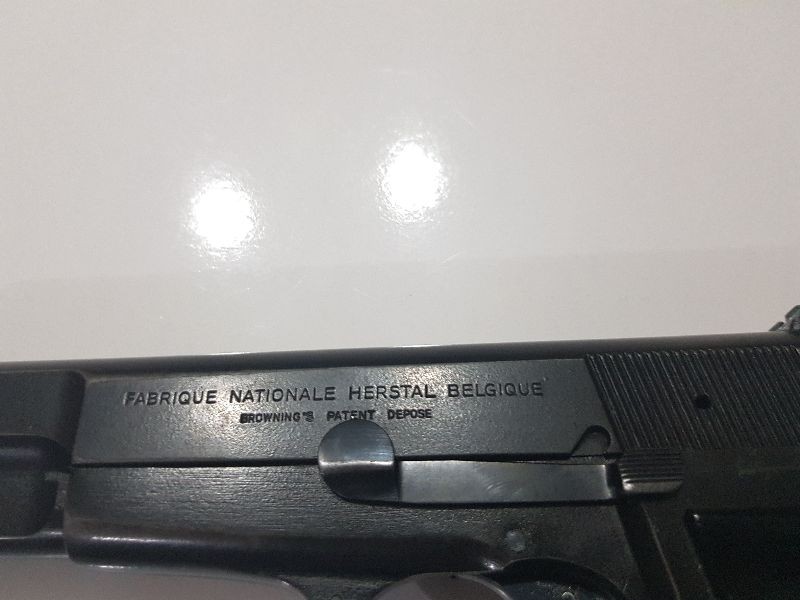 FABRIQUE NATIONALE HERSTAL BELGIQUE
BROWNING'S PATENT DEPOSE